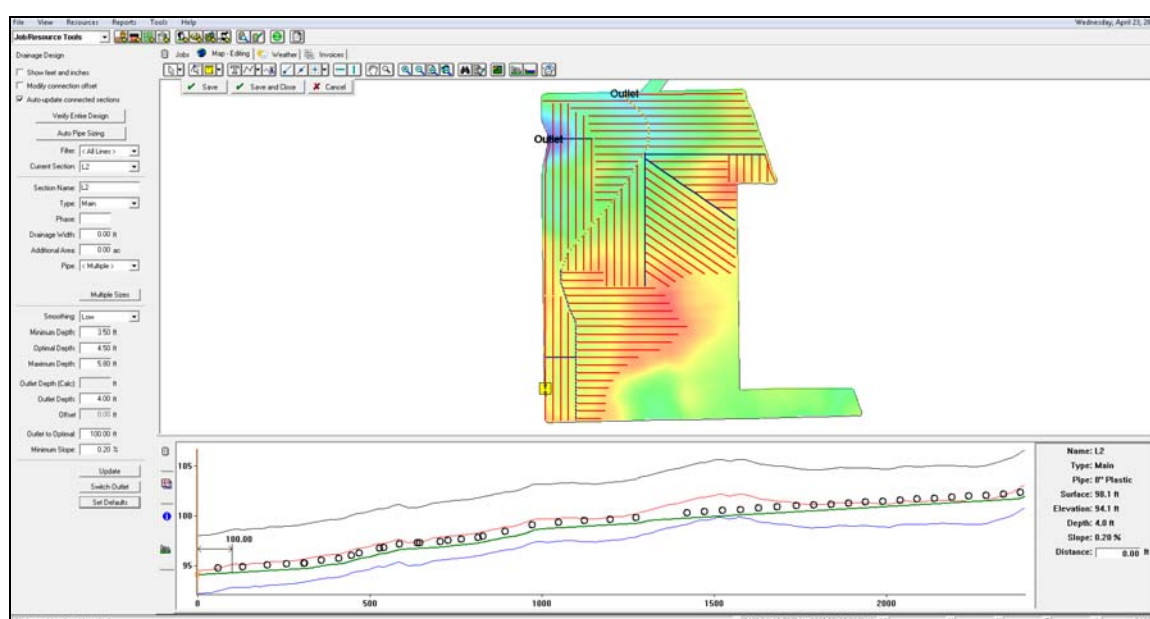 File View Resources Reports Tools Help Wednesday, April 23, 20
Job Resource Tools
Jobs Map - Editing Weather Invoices
Drainage Design
Show feet and inches
Modify connection offset
Auto-update connected sections
Save Save and Close Cancel
Verify Entire Design
Auto Pipe Sizing
Filter: < All Lines >
Current Section: L2
Section Name: L2
Type: Main
Phase:
Drainage Width: 0.00 ft
Additional Area: 0.00 ac
Pipe: < Multiple >
Multiple Sizes
Smoothing: Low
Minimum Depth: 3.50 ft
Optimal Depth: 4.50 ft
Maximum Depth: 5.80 ft
Outlet Depth (Calc): ft
Outlet Depth: 4.00 ft
Offset: 0.00 ft
Outlet to Optimal: 100.00 ft
Minimum Slope: 0.20 %
Update
Switch Outlet
Set Defaults
Outlet
Outlet
105
100
95
100.00
0 500 1000 1500 2000
Name: L2
Type: Main
Pipe: 8" Plastic
Surface: 98.1 ft
Elevation: 94.1 ft
Depth: 4.0 ft
Slope: 0.20 %
Distance: 0.00 ft